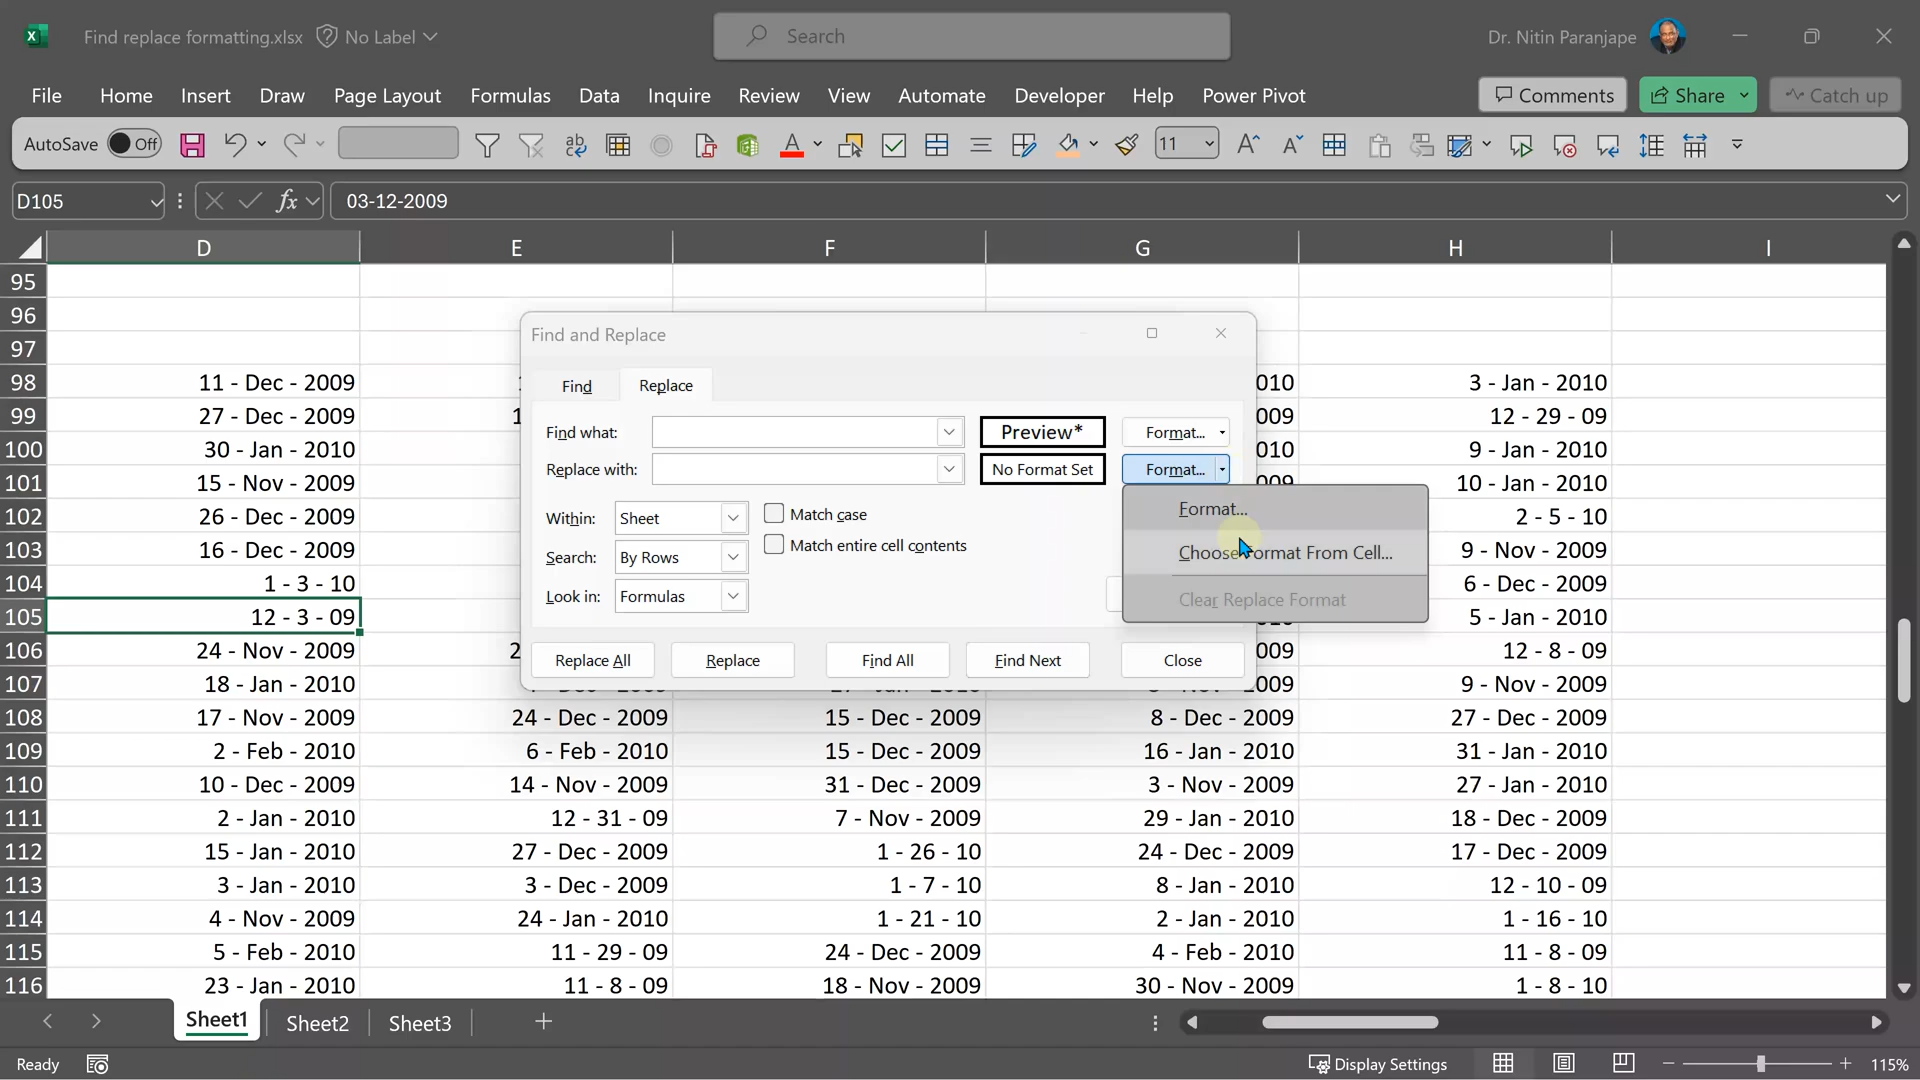 Find replace formatting.xlsx No Label Search Dr. Nitin Paranjape
File Home Insert Draw Page Layout Formulas Data Inquire Review View Automate Developer Help Power Pivot Comments Share Catch up
AutoSave Off 11
D105 fx 03-12-2009
D E F G H I
95
96
97
98 11 - Dec - 2009 3 - Jan - 2010
99 27 - Dec - 2009 12 - 29 - 09
100 30 - Jan - 2010 9 - Jan - 2010
101 15 - Nov - 2009 10 - Jan - 2010
102 26 - Dec - 2009 2 - 5 - 10
103 16 - Dec - 2009 9 - Nov - 2009
104 1 - 3 - 10 6 - Dec - 2009
105 12 - 3 - 09 5 - Jan - 2010
106 24 - Nov - 2009 12 - 8 - 09
107 18 - Jan - 2010 9 - Nov - 2009
108 17 - Nov - 2009 24 - Dec - 2009 15 - Dec - 2009 8 - Dec - 2009 27 - Dec - 2009
109 2 - Feb - 2010 6 - Feb - 2010 15 - Dec - 2009 16 - Jan - 2010 31 - Jan - 2010
110 10 - Dec - 2009 14 - Nov - 2009 31 - Dec - 2009 3 - Nov - 2009 27 - Jan - 2010
111 2 - Jan - 2010 12 - 31 - 09 7 - Nov - 2009 29 - Jan - 2010 18 - Dec - 2009
112 15 - Jan - 2010 27 - Dec - 2009 1 - 26 - 10 24 - Dec - 2009 17 - Dec - 2009
113 3 - Jan - 2010 3 - Dec - 2009 1 - 7 - 10 8 - Jan - 2010 12 - 10 - 09
114 4 - Nov - 2009 24 - Jan - 2010 1 - 21 - 10 2 - Jan - 2010 1 - 16 - 10
115 5 - Feb - 2010 11 - 29 - 09 24 - Dec - 2009 4 - Feb - 2010 11 - 8 - 09
116 23 - Jan - 2010 11 - 8 - 09 18 - Nov - 2009 30 - Nov - 2009 1 - 8 - 10
Find and Replace
Find Replace
Find what: Preview* Format...
Replace with: No Format Set Format...
Within: Sheet Match case
Search: By Rows Match entire cell contents
Look in: Formulas
Format...
Choose Format From Cell...
Clear Replace Format
Replace All Replace Find All Find Next Close
Sheet1 Sheet2 Sheet3
Ready Display Settings 115%